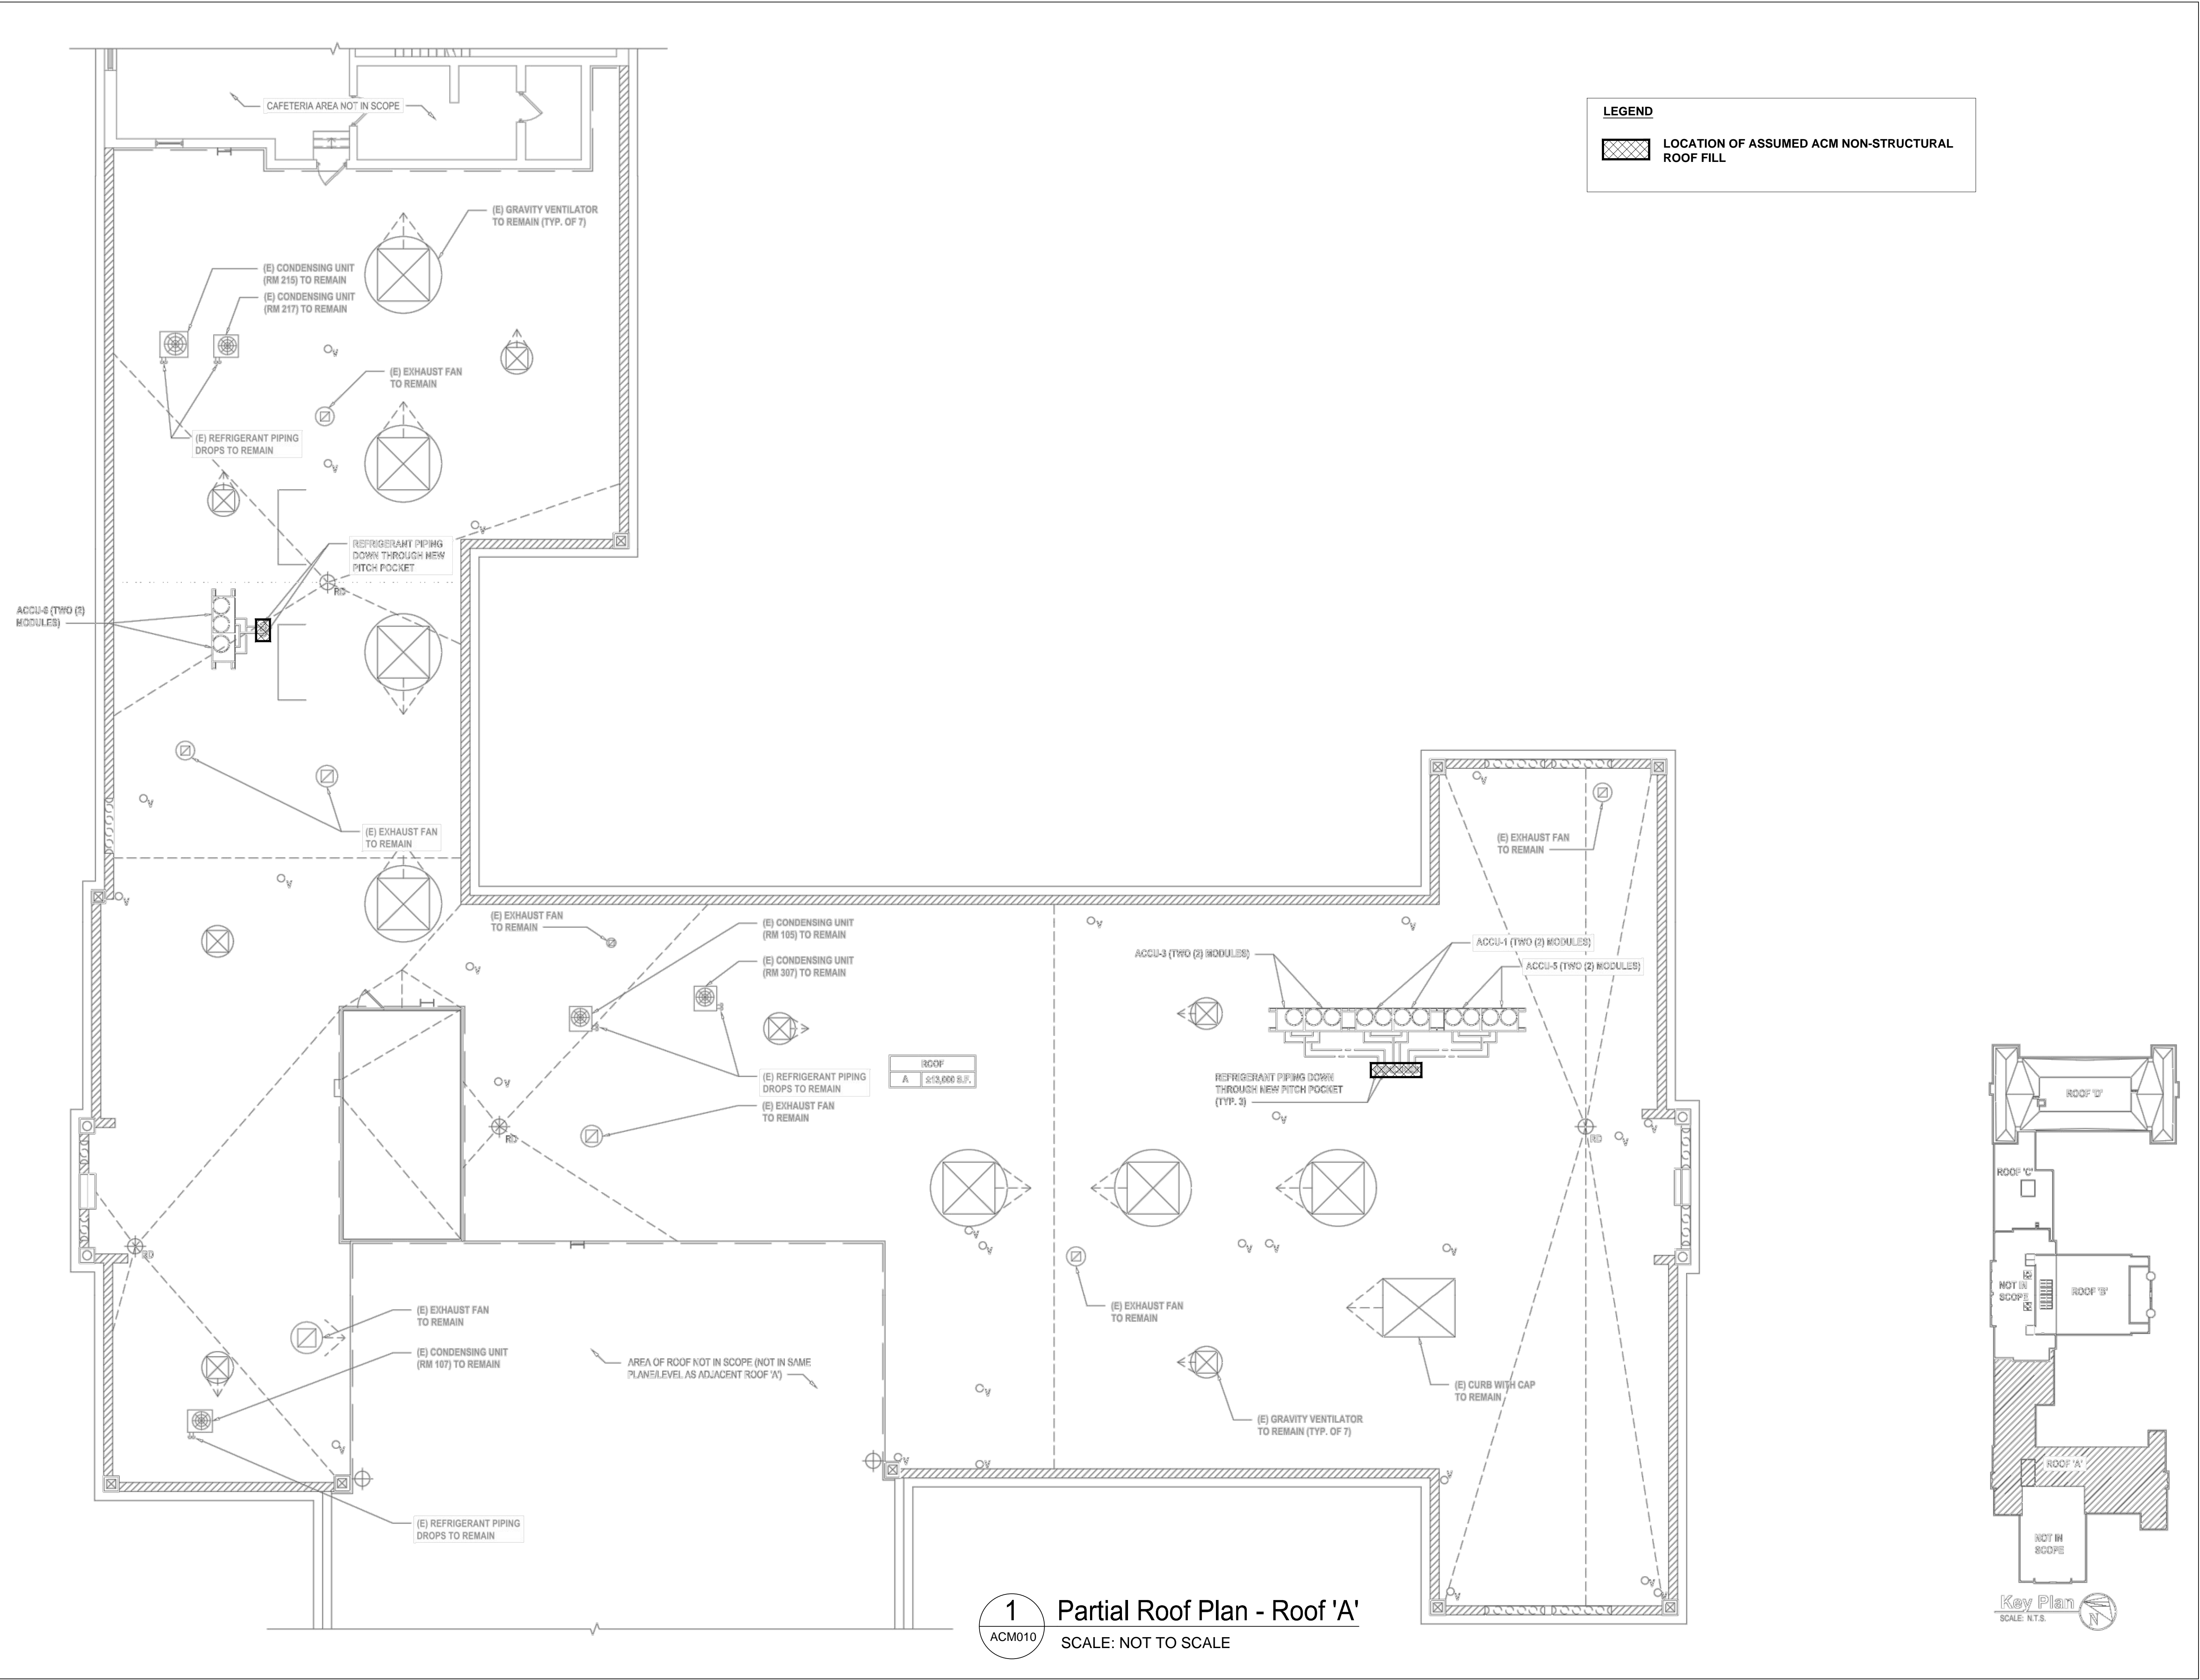 CAFETERIA AREA NOT IN SCOPE
LEGEND
LOCATION OF ASSUMED ACM NON-STRUCTURAL
ROOF FILL
(E) GRAVITY VENTILATOR
TO REMAIN (TYP. OF 7)
(E) CONDENSING UNIT
(RM 215) TO REMAIN
(E) CONDENSING UNIT
(RM 217) TO REMAIN
V
(E) EXHAUST FAN
TO REMAIN
(E) REFRIGERANT PIPING
DROPS TO REMAIN
V
V
REFRIGERANT PIPING
DOWN THROUGH NEW
PITCH POCKET
RD
ACCU-6 (TWO (2)
MODULES)
V
(E) EXHAUST FAN
TO REMAIN
V
V
V
(E) EXHAUST FAN
TO REMAIN
(E) EXHAUST FAN
TO REMAIN
(E) CONDENSING UNIT
(RM 105) TO REMAIN
(E) CONDENSING UNIT
(RM 307) TO REMAIN
V
V
V
V
ACCU-3 (TWO (2) MODULES)
ACCU-1 (TWO (2) MODULES)
ACCU-5 (TWO (2) MODULES)
V
ROOF
A ±13,000 S.F.
(E) REFRIGERANT PIPING
DROPS TO REMAIN
(E) EXHAUST FAN
TO REMAIN
RD
REFRIGERANT PIPING DOWN
THROUGH NEW PITCH POCKET
(TYP. 3)
V
RD
V
V
RD
V
V
V
V
V
(E) EXHAUST FAN
TO REMAIN
(E) CONDENSING UNIT
(RM 107) TO REMAIN
AREA OF ROOF NOT IN SCOPE (NOT IN SAME
PLANE/LEVEL AS ADJACENT ROOF 'A')
(E) EXHAUST FAN
TO REMAIN
(E) CURB WITH CAP
TO REMAIN
(E) GRAVITY VENTILATOR
TO REMAIN (TYP. OF 7)
V
V
V
V
V
(E) REFRIGERANT PIPING
DROPS TO REMAIN
V
V
V
1
ACM010
Partial Roof Plan - Roof 'A'
SCALE: NOT TO SCALE
ROOF 'D'
ROOF 'C'
NOT IN
SCOPE
ROOF 'B'
ROOF 'A'
NOT IN
SCOPE
Key Plan
SCALE: N.T.S.
N